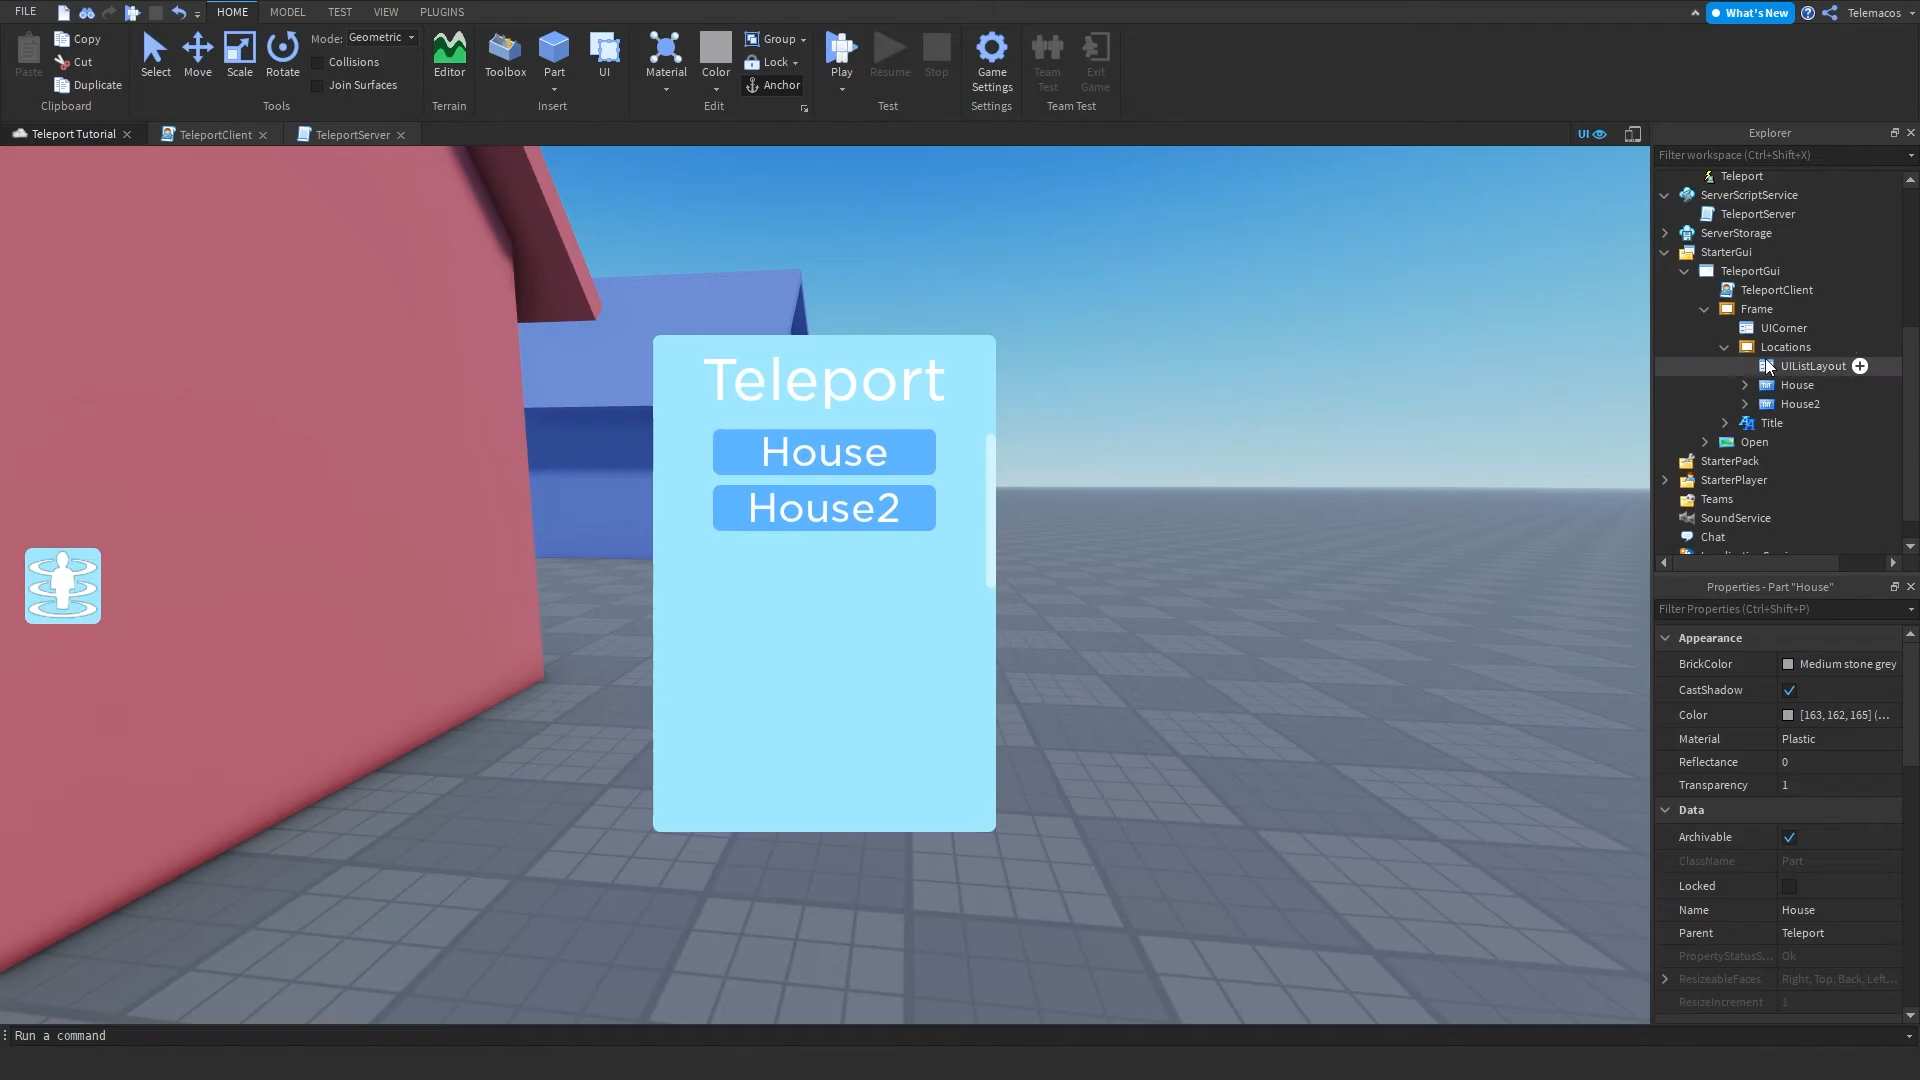 FILE
HOME
MODEL
TEST
VIEW
PLUGINS
What's New
Telemacos
Paste
Copy
Cut
Duplicate
Clipboard
Select
Move
Scale
Rotate
Mode: Geometric
Collisions
Join Surfaces
Tools
Editor
Terrain
Toolbox
Part
UI
Insert
Material
Color
Group
Lock
Anchor
Edit
Play
Resume
Stop
Test
Game Settings
Settings
Team Test
Exit Game
Team Test
Teleport Tutorial
TeleportClient
TeleportServer
UI
Teleport
House
House2
Explorer
Filter workspace (Ctrl+Shift+X)
Teleport
ServerScriptService
TeleportServer
ServerStorage
StarterGui
TeleportGui
TeleportClient
Frame
UICorner
Locations
UIListLayout
House
House2
Title
Open
StarterPack
StarterPlayer
Teams
SoundService
Chat
Properties - Part "House"
Filter Properties (Ctrl+Shift+P)
Appearance
BrickColor Medium stone grey
CastShadow
Color [163, 162, 165] (...
Material Plastic
Reflectance 0
Transparency 1
Data
Archivable
ClassName Part
Locked
Name House
Parent Teleport
PropertyStatusS... Ok
ResizeableFaces Right, Top, Back, Left...
ResizeIncrement 1
Run a command